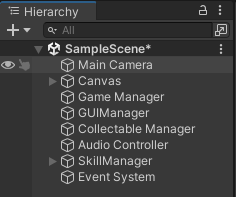 Hierarchy
All
SampleScene*
Main Camera
Canvas
Game Manager
GUIManager
Collectable Manager
Audio Controller
SkillManager
Event System